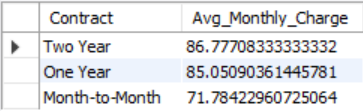 Contract Avg_Monthly_Charge
Two Year 86.77708333333332
One Year 85.05090361445781
Month-to-Month 71.78422960725064